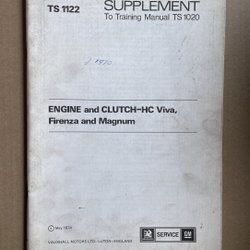 TS 1122
SUPPLEMENT
To Training Manual TS 1020
ENGINE and CLUTCH–HC Viva,
Firenza and Magnum
SERVICE
GM
VAUXHALL MOTORS LTD · LUTON · ENGLAND